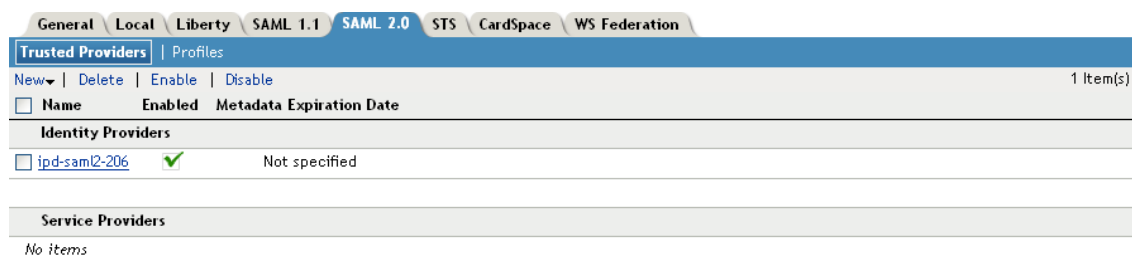 General Local Liberty SAML 1.1 SAML 2.0 STS CardSpace WS Federation
Trusted Providers | Profiles
New | Delete | Enable | Disable 1 Item(s)
Name Enabled Metadata Expiration Date
Identity Providers
ipd-saml2-206 Not specified
Service Providers
No items